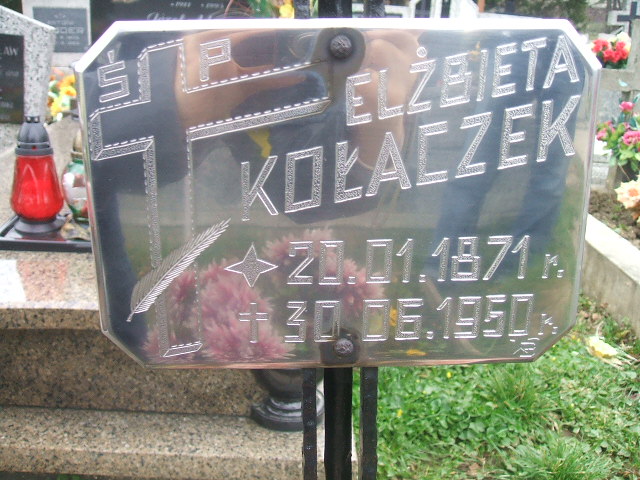 Ś P
ELŻBIETA
KOŁACZEK
20.01.1871 r.
30.06.1950 r.